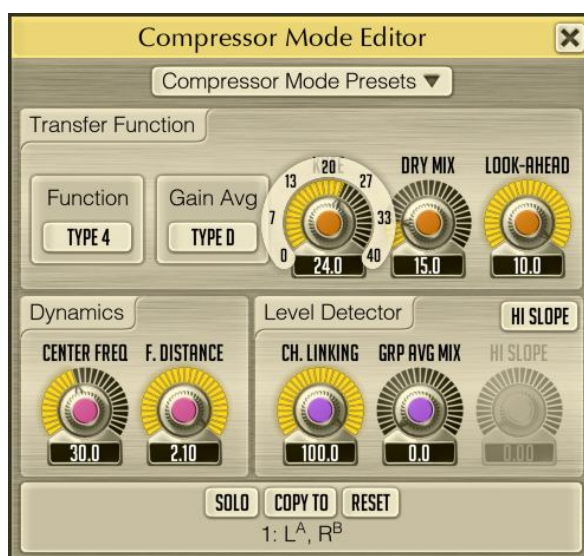 Compressor Mode Editor
Compressor Mode Presets ▼
Transfer Function
DRY MIX LOOK-AHEAD
Function Gain Avg
TYPE 4 TYPE D
0 7 13 20 27 33 40
24.0 15.0 10.0
Dynamics Level Detector HI SLOPE
CENTER FREQ F. DISTANCE CH. LINKING GRP AVG MIX HI SLOPE
30.0 2.10 100.0 0.0 0.00
SOLO COPY TO RESET
1: L^A, R^B